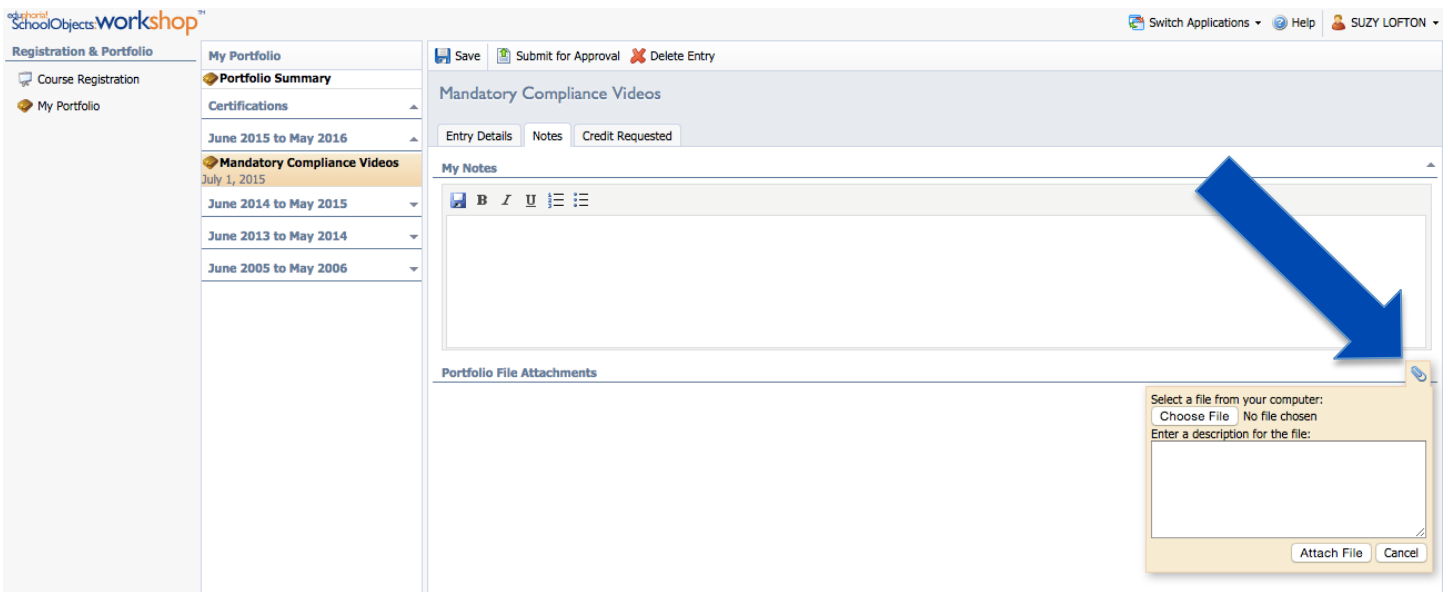 eduphoria!
SchoolObjects:workshop™
Switch Applications
Help
SUZY LOFTON
Registration & Portfolio
Course Registration
My Portfolio
My Portfolio
Portfolio Summary
Certifications
June 2015 to May 2016
Mandatory Compliance Videos
July 1, 2015
June 2014 to May 2015
June 2013 to May 2014
June 2005 to May 2006
Save Submit for Approval Delete Entry
Mandatory Compliance Videos
Entry Details Notes Credit Requested
My Notes
B I U
Portfolio File Attachments
Select a file from your computer:
Choose File No file chosen
Enter a description for the file:
Attach File Cancel